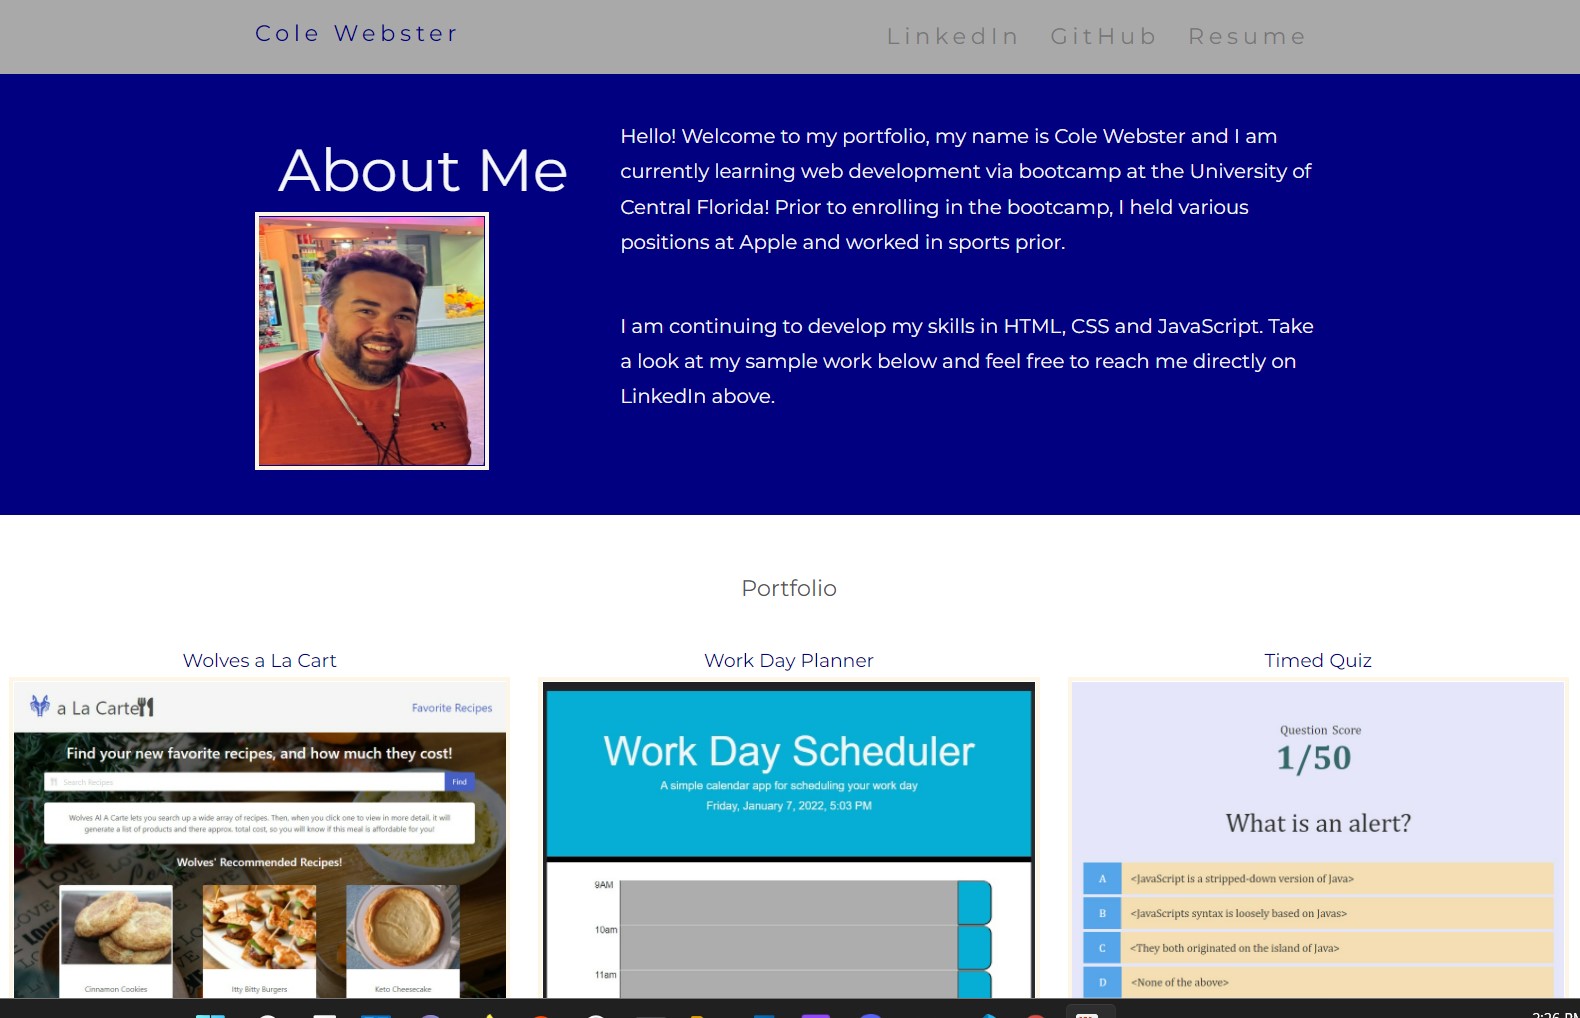 Cole Webster
LinkedIn GitHub Resume
About Me
Hello! Welcome to my portfolio, my name is Cole Webster and I am
currently learning web development via bootcamp at the University of
Central Florida! Prior to enrolling in the bootcamp, I held various
positions at Apple and worked in sports prior.
I am continuing to develop my skills in HTML, CSS and JavaScript. Take
a look at my sample work below and feel free to reach me directly on
LinkedIn above.
Portfolio
Wolves a La Cart
a La Carte
Favorite Recipes
Find your new favorite recipes, and how much they cost!
Search Recipes
Find
Wolves Al A Carte lets you search up a wide array of recipes. Then, when you click one to view in more detail, it will
generate a list of products and there approx. total cost, so you will know if this meal is affordable for you!
Wolves' Recommended Recipes!
Cinnamon Cookies
Itty Bitty Burgers
Keto Cheesecake
Work Day Planner
Work Day Scheduler
A simple calendar app for scheduling your work day
Friday, January 7, 2022, 5:03 PM
9AM
10am
11am
Timed Quiz
Question Score
1/50
What is an alert?
A <JavaScript is a stripped-down version of Java>
B <JavaScripts syntax is loosely based on Javas>
C <They both originated on the island of Java>
D <None of the above>